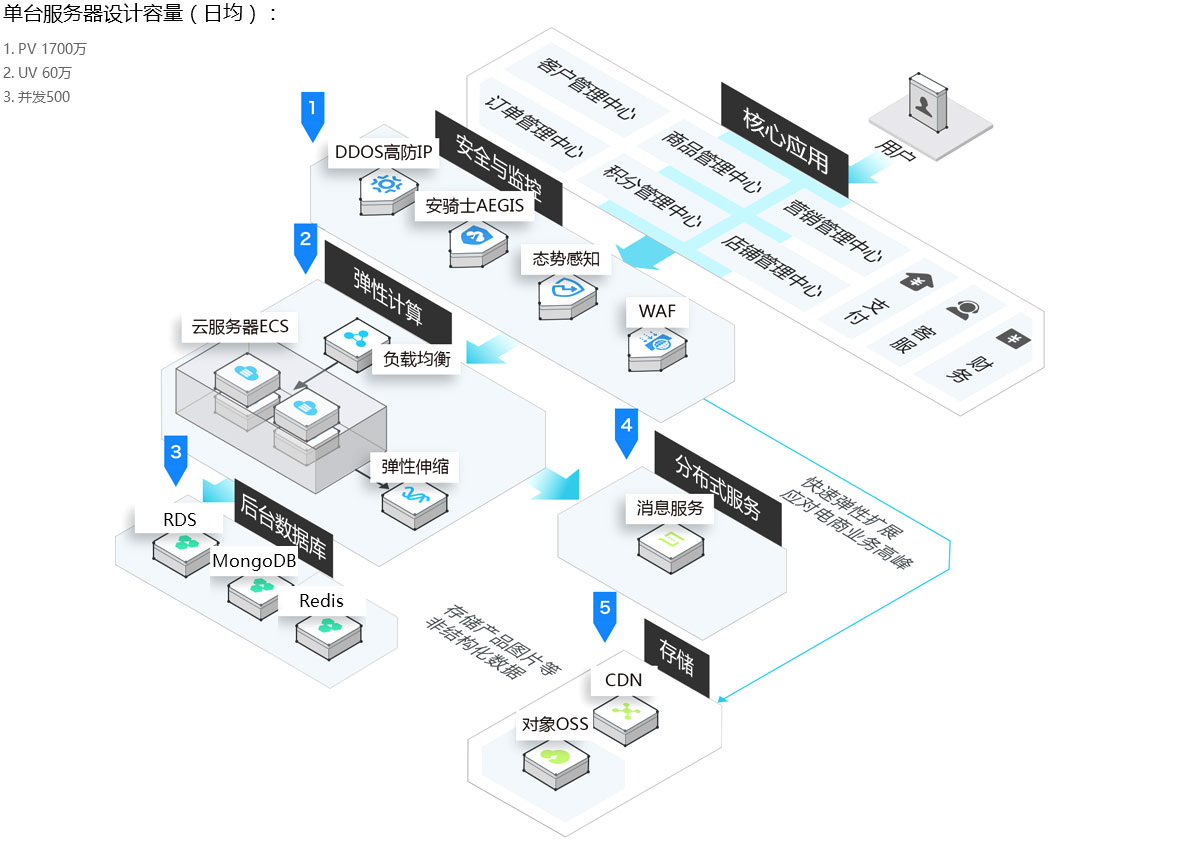 单台服务器设计容量（日均）：
1. PV 1700万
2. UV 60万
3. 并发500
客户管理中心
订单管理中心
商品管理中心
积分管理中心
营销管理中心
店铺管理中心
支付
客服
财务
核心应用
用户
1
安全与监控
DDOS高防IP
安骑士AEGIS
态势感知
WAF
2
弹性计算
云服务器ECS
负载均衡
弹性伸缩
3
后台数据库
RDS
MongoDB
Redis
4
分布式服务
消息服务
快速弹性扩展
应对电商业务高峰
5
存储
存储产品图片等
非结构化数据
CDN
对象OSS